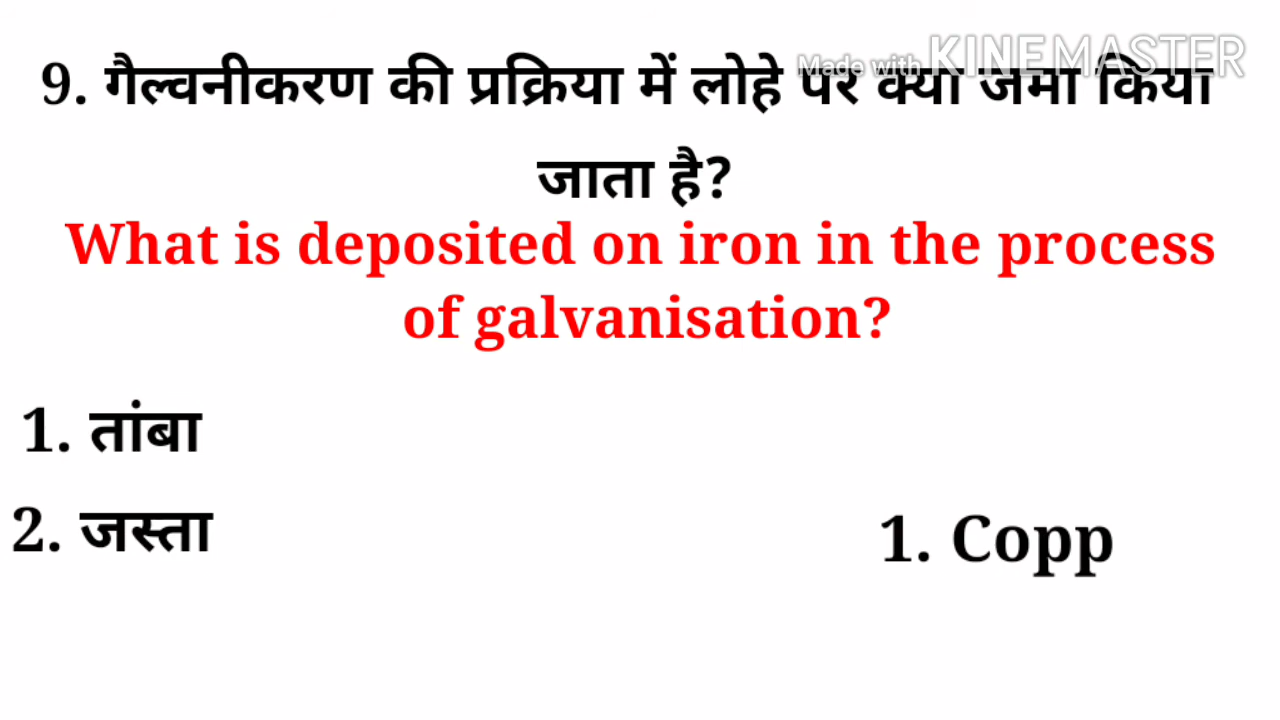 Made with KINEMASTER
9. गैल्वनीकरण की प्रक्रिया में लोहे पर क्या जमा किया
जाता है?
What is deposited on iron in the process
of galvanisation?
1. तांबा
2. जस्ता
1. Copp